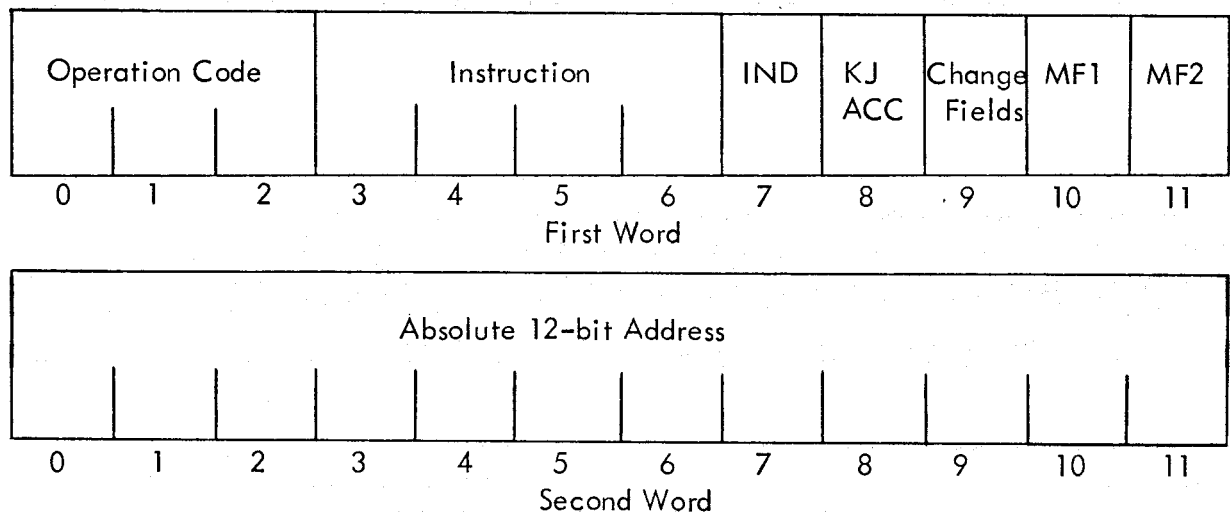 Operation Code Instruction IND KJ ACC Change Fields MF1 MF2
0 1 2 3 4 5 6 7 8 9 10 11
First Word
Absolute 12-bit Address
0 1 2 3 4 5 6 7 8 9 10 11
Second Word